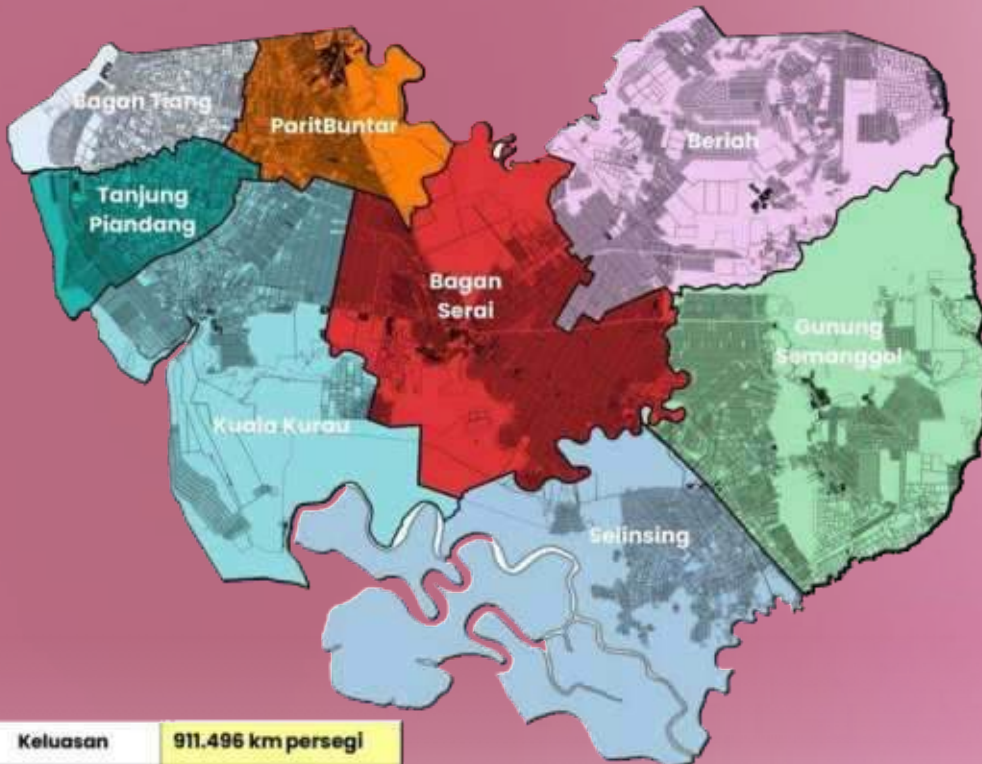 Bagan Tiang
ParitBuntar
Beriah
Tanjung
Piandang
Bagan
Serai
Gunung
Semanggol
Kuala Kurau
Selinsing
Keluasan
911.496 km persegi